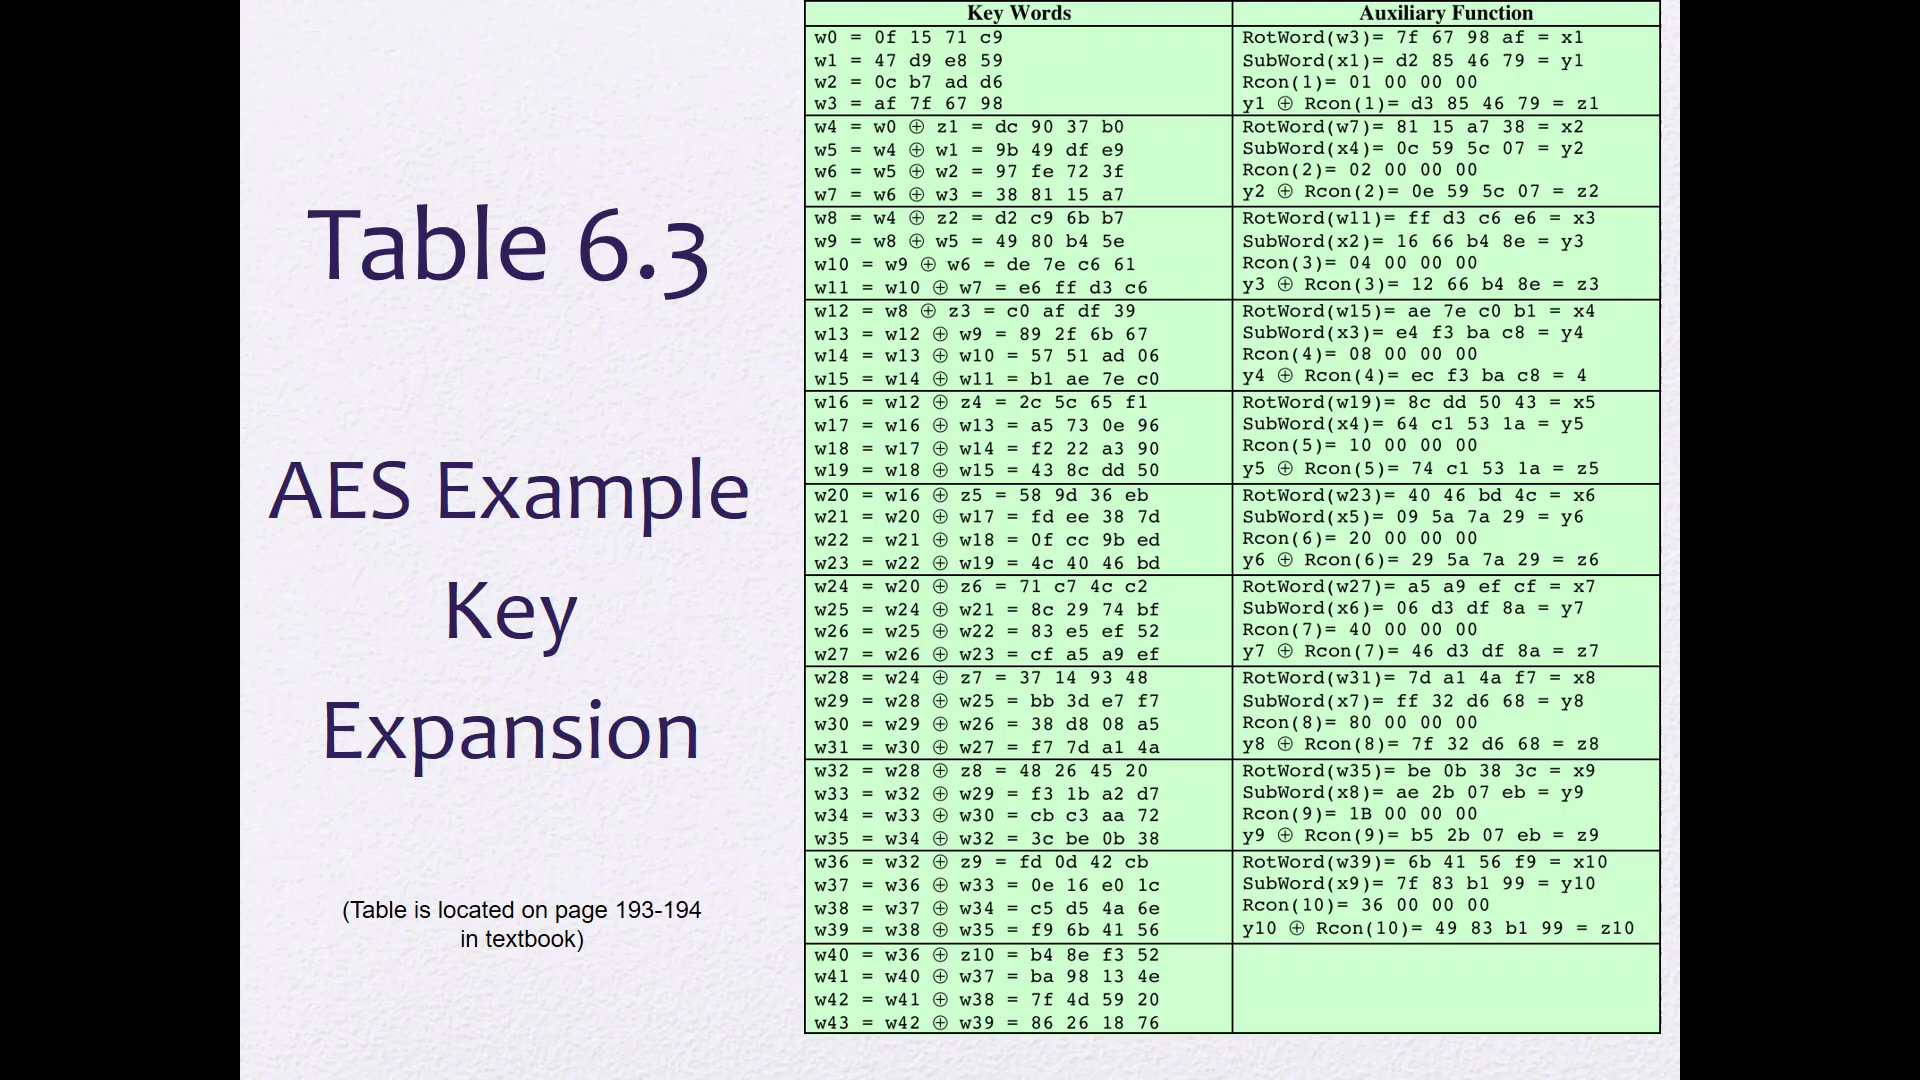 Table 6.3
AES Example
Key
Expansion
(Table is located on page 193-194
in textbook)
Key Words
w0 = 0f 15 71 c9
w1 = 47 d9 e8 59
w2 = 0c b7 ad d6
w3 = af 7f 67 98
Auxiliary Function
RotWord(w3)= 7f 67 98 af = x1
SubWord(x1)= d2 85 46 79 = y1
Rcon(1)= 01 00 00 00
y1 ⊕ Rcon(1)= d3 85 46 79 = z1
w4 = w0 ⊕ z1 = dc 90 37 b0
w5 = w4 ⊕ w1 = 9b 49 df e9
w6 = w5 ⊕ w2 = 97 fe 72 3f
w7 = w6 ⊕ w3 = 38 81 15 a7
RotWord(w7)= 81 15 a7 38 = x2
SubWord(x4)= 0c 59 5c 07 = y2
Rcon(2)= 02 00 00 00
y2 ⊕ Rcon(2)= 0e 59 5c 07 = z2
w8 = w4 ⊕ z2 = d2 c9 6b b7
w9 = w8 ⊕ w5 = 49 80 b4 5e
w10 = w9 ⊕ w6 = de 7e c6 61
w11 = w10 ⊕ w7 = e6 ff d3 c6
RotWord(w11)= ff d3 c6 e6 = x3
SubWord(x2)= 16 66 b4 8e = y3
Rcon(3)= 04 00 00 00
y3 ⊕ Rcon(3)= 12 66 b4 8e = z3
w12 = w8 ⊕ z3 = c0 af df 39
w13 = w12 ⊕ w9 = 89 2f 6b 67
w14 = w13 ⊕ w10 = 57 51 ad 06
w15 = w14 ⊕ w11 = b1 ae 7e c0
RotWord(w15)= ae 7e c0 b1 = x4
SubWord(x3)= e4 f3 ba c8 = y4
Rcon(4)= 08 00 00 00
y4 ⊕ Rcon(4)= ec f3 ba c8 = 4
w16 = w12 ⊕ z4 = 2c 5c 65 f1
w17 = w16 ⊕ w13 = a5 73 0e 96
w18 = w17 ⊕ w14 = f2 22 a3 90
w19 = w18 ⊕ w15 = 43 8c dd 50
RotWord(w19)= 8c dd 50 43 = x5
SubWord(x4)= 64 c1 53 1a = y5
Rcon(5)= 10 00 00 00
y5 ⊕ Rcon(5)= 74 c1 53 1a = z5
w20 = w16 ⊕ z5 = 58 9d 36 eb
w21 = w20 ⊕ w17 = fd ee 38 7d
w22 = w21 ⊕ w18 = 0f cc 9b ed
w23 = w22 ⊕ w19 = 4c 40 46 bd
RotWord(w23)= 40 46 bd 4c = x6
SubWord(x5)= 09 5a 7a 29 = y6
Rcon(6)= 20 00 00 00
y6 ⊕ Rcon(6)= 29 5a 7a 29 = z6
w24 = w20 ⊕ z6 = 71 c7 4c c2
w25 = w24 ⊕ w21 = 8c 29 74 bf
w26 = w25 ⊕ w22 = 83 e5 ef 52
w27 = w26 ⊕ w23 = cf a5 a9 ef
RotWord(w27)= a5 a9 ef cf = x7
SubWord(x6)= 06 d3 df 8a = y7
Rcon(7)= 40 00 00 00
y7 ⊕ Rcon(7)= 46 d3 df 8a = z7
w28 = w24 ⊕ z7 = 37 14 93 48
w29 = w28 ⊕ w25 = bb 3d e7 f7
w30 = w29 ⊕ w26 = 38 d8 08 a5
w31 = w30 ⊕ w27 = f7 7d a1 4a
RotWord(w31)= 7d a1 4a f7 = x8
SubWord(x7)= ff 32 d6 68 = y8
Rcon(8)= 80 00 00 00
y8 ⊕ Rcon(8)= 7f 32 d6 68 = z8
w32 = w28 ⊕ z8 = 48 26 45 20
w33 = w32 ⊕ w29 = f3 1b a2 d7
w34 = w33 ⊕ w30 = cb c3 aa 72
w35 = w34 ⊕ w32 = 3c be 0b 38
RotWord(w35)= be 0b 38 3c = x9
SubWord(x8)= ae 2b 07 eb = y9
Rcon(9)= 1B 00 00 00
y9 ⊕ Rcon(9)= b5 2b 07 eb = z9
w36 = w32 ⊕ z9 = fd 0d 42 cb
w37 = w36 ⊕ w33 = 0e 16 e0 1c
w38 = w37 ⊕ w34 = c5 d5 4a 6e
w39 = w38 ⊕ w35 = f9 6b 41 56
RotWord(w39)= 6b 41 56 f9 = x10
SubWord(x9)= 7f 83 b1 99 = y10
Rcon(10)= 36 00 00 00
y10 ⊕ Rcon(10)= 49 83 b1 99 = z10
w40 = w36 ⊕ z10 = b4 8e f3 52
w41 = w40 ⊕ w37 = ba 98 13 4e
w42 = w41 ⊕ w38 = 7f 4d 59 20
w43 = w42 ⊕ w39 = 86 26 18 76